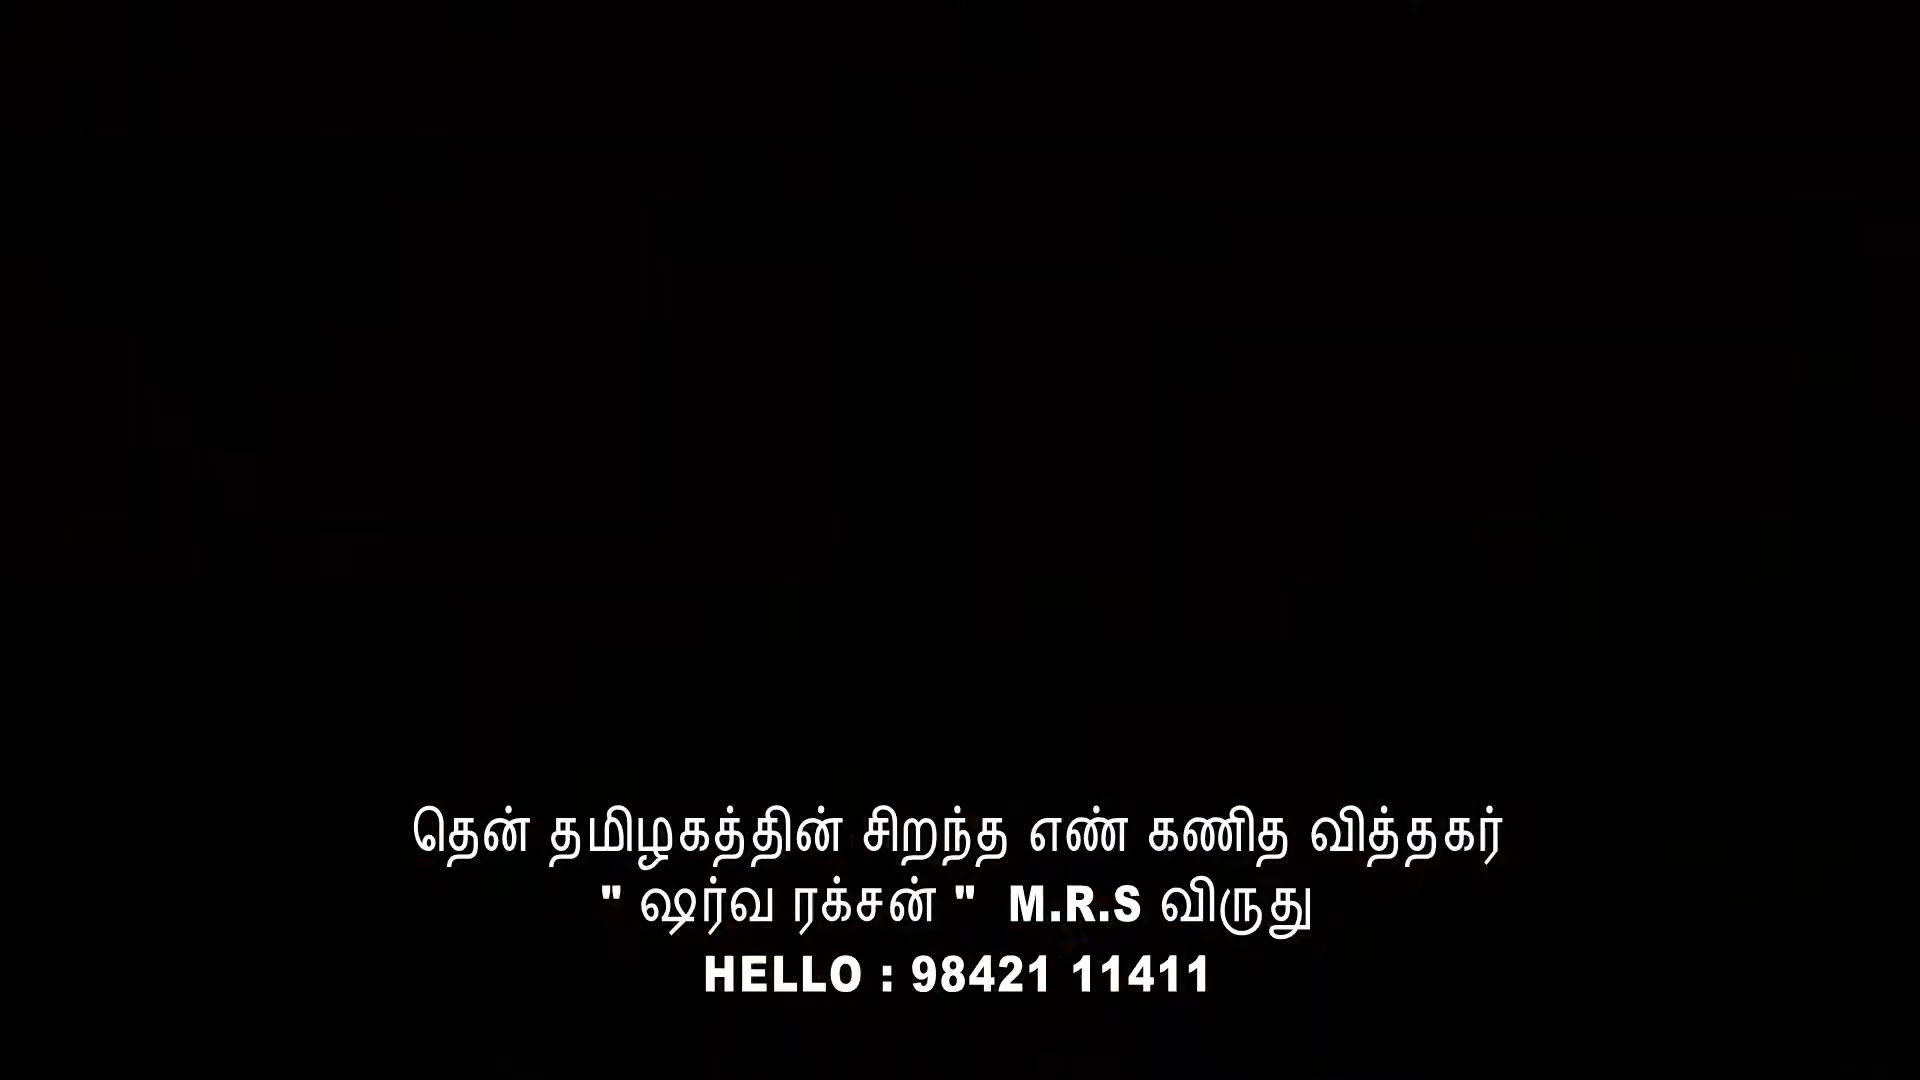 தென் தமிழகத்தின் சிறந்த எண் கணித வித்தகர்
" ஷர்வ ரக்சன் " M.R.S விருது
HELLO : 98421 11411